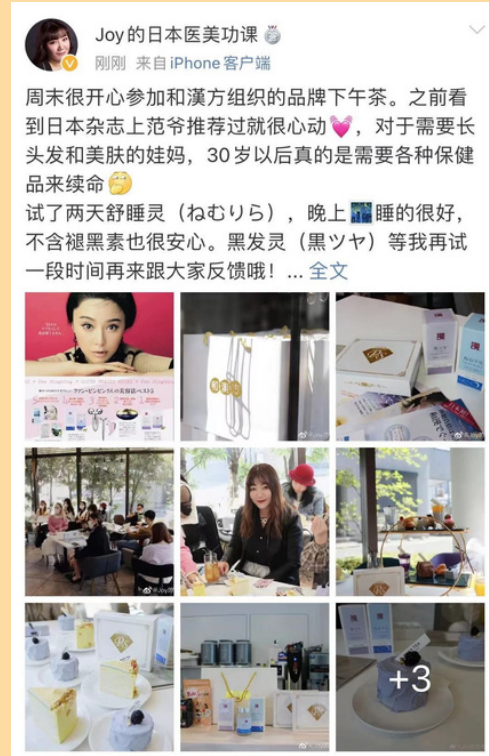 Joy的日本医美功课
刚刚 来自 iPhone客户端
周末很开心参加和漢方组织的品牌下午茶。之前看
到日本杂志上范爷推荐过就很心动，对于需要长
头发和美肤的娃妈，30岁以后真的是需要各种保健
品来续命
试了两天舒睡灵（ねむりら），晚上睡的很好，
不含褪黑素也很安心。黑发灵（黒ツヤ）等我再试
一段时间再来跟大家反馈哦！... 全文
+3